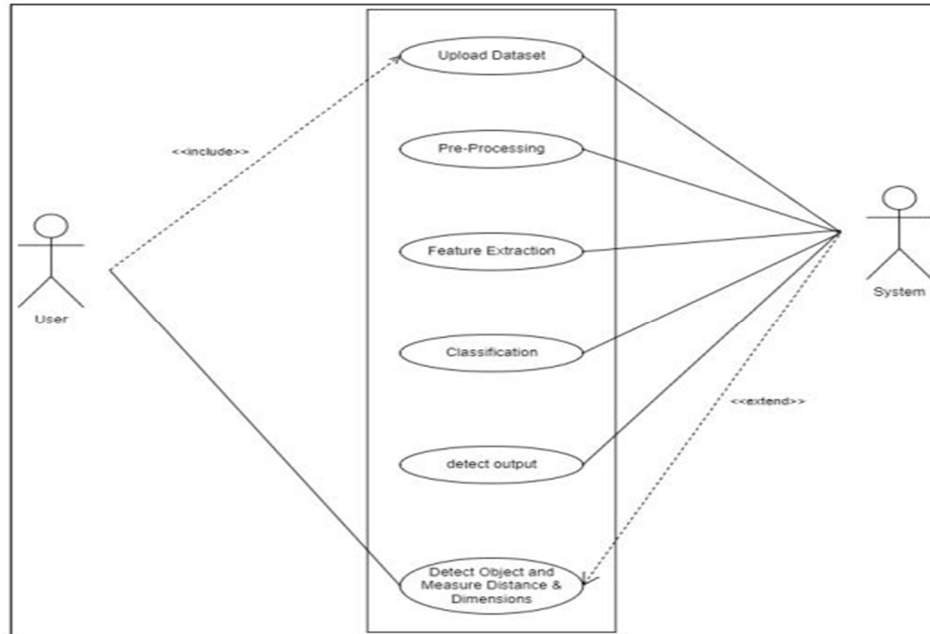 Upload Dataset
<<include>>
Pre-Processing
Feature Extraction
User
System
Classification
<<extend>>
detect output
Detect Object and
Measure Distance &
Dimensions